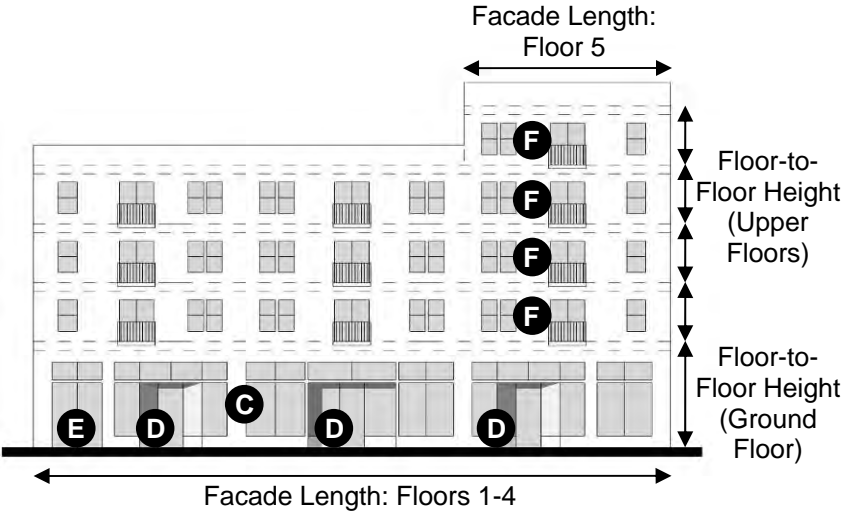 Facade Length:
Floor 5
F
F
Floor-to-
Floor Height
(Upper
Floors)
F
F
Floor-to-
Floor Height
(Ground
Floor)
C
E
D
D
D
Facade Length: Floors 1-4